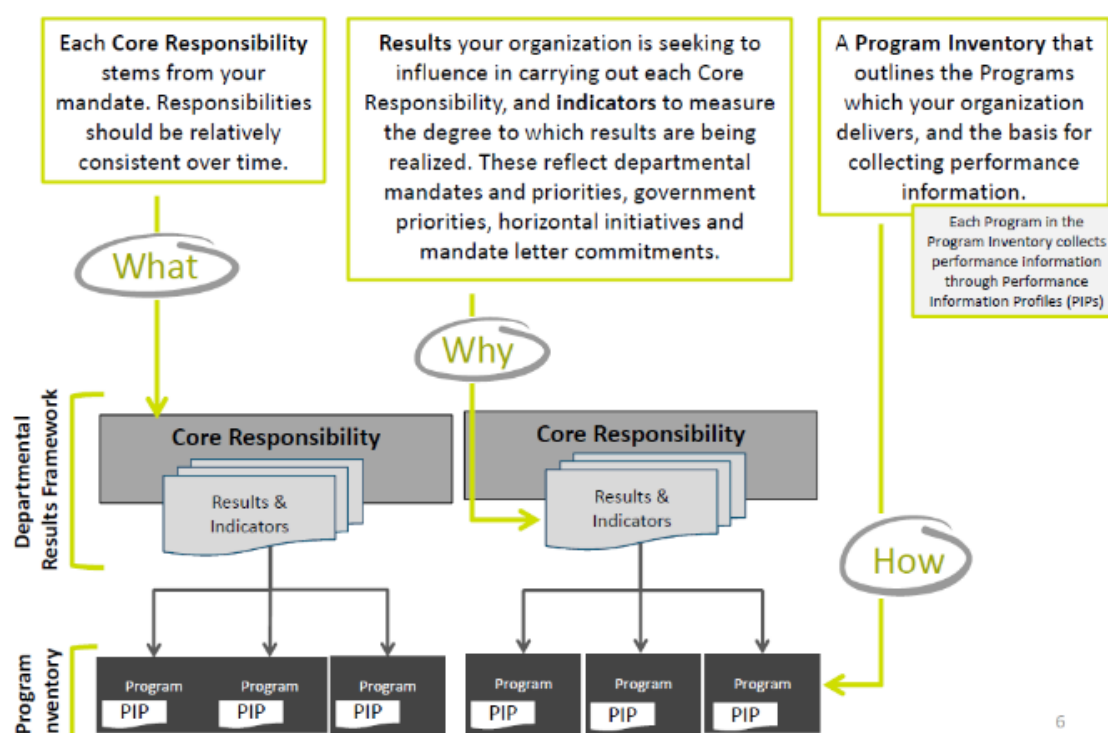 Each Core Responsibility
stems from your
mandate. Responsibilities
should be relatively
consistent over time.
Results your organization is seeking to
influence in carrying out each Core
Responsibility, and indicators to measure
the degree to which results are being
realized. These reflect departmental
mandates and priorities, government
priorities, horizontal initiatives and
mandate letter commitments.
A Program Inventory that
outlines the Programs
which your organization
delivers, and the basis for
collecting performance
information.
Each Program in the
Program Inventory collects
performance information
through Performance
Information Profiles (PIPs)
What
Why
How
Departmental
Results Framework
Core Responsibility
Results &
Indicators
Core Responsibility
Results &
Indicators
Program
Inventory
Program
PIP
Program
PIP
Program
PIP
Program
PIP
Program
PIP
Program
PIP
6